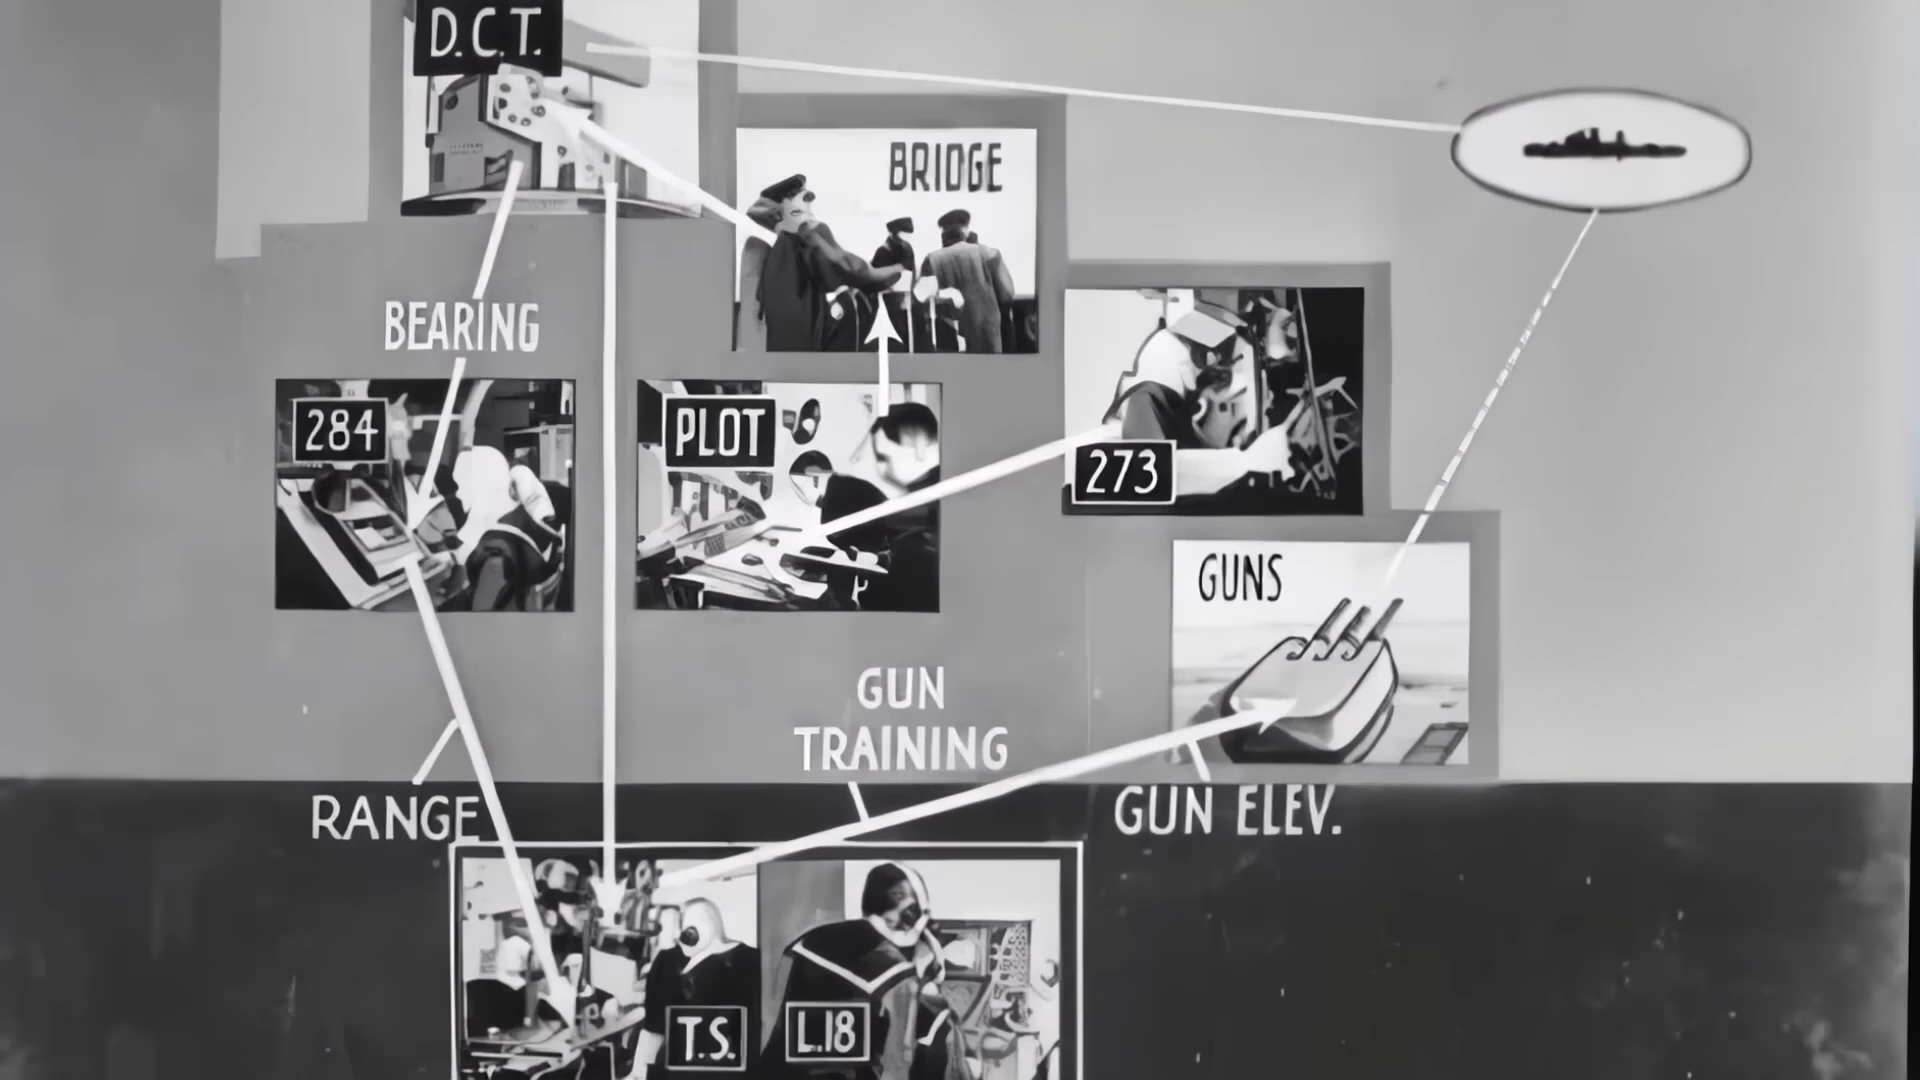 D.C.T.
BRIDGE
BEARING
284
PLOT
273
GUNS
GUN
TRAINING
RANGE
GUN ELEV.
T.S.
L.18